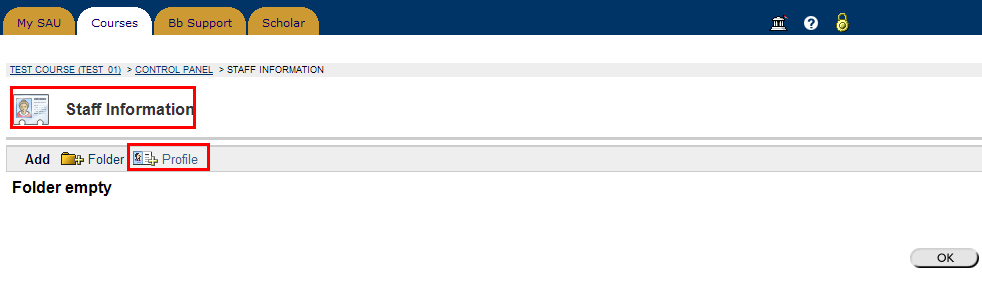 My SAU Courses Bb Support Scholar
TEST COURSE (TEST_01) > CONTROL PANEL > STAFF INFORMATION
Staff Information
Add Folder Profile
Folder empty
OK